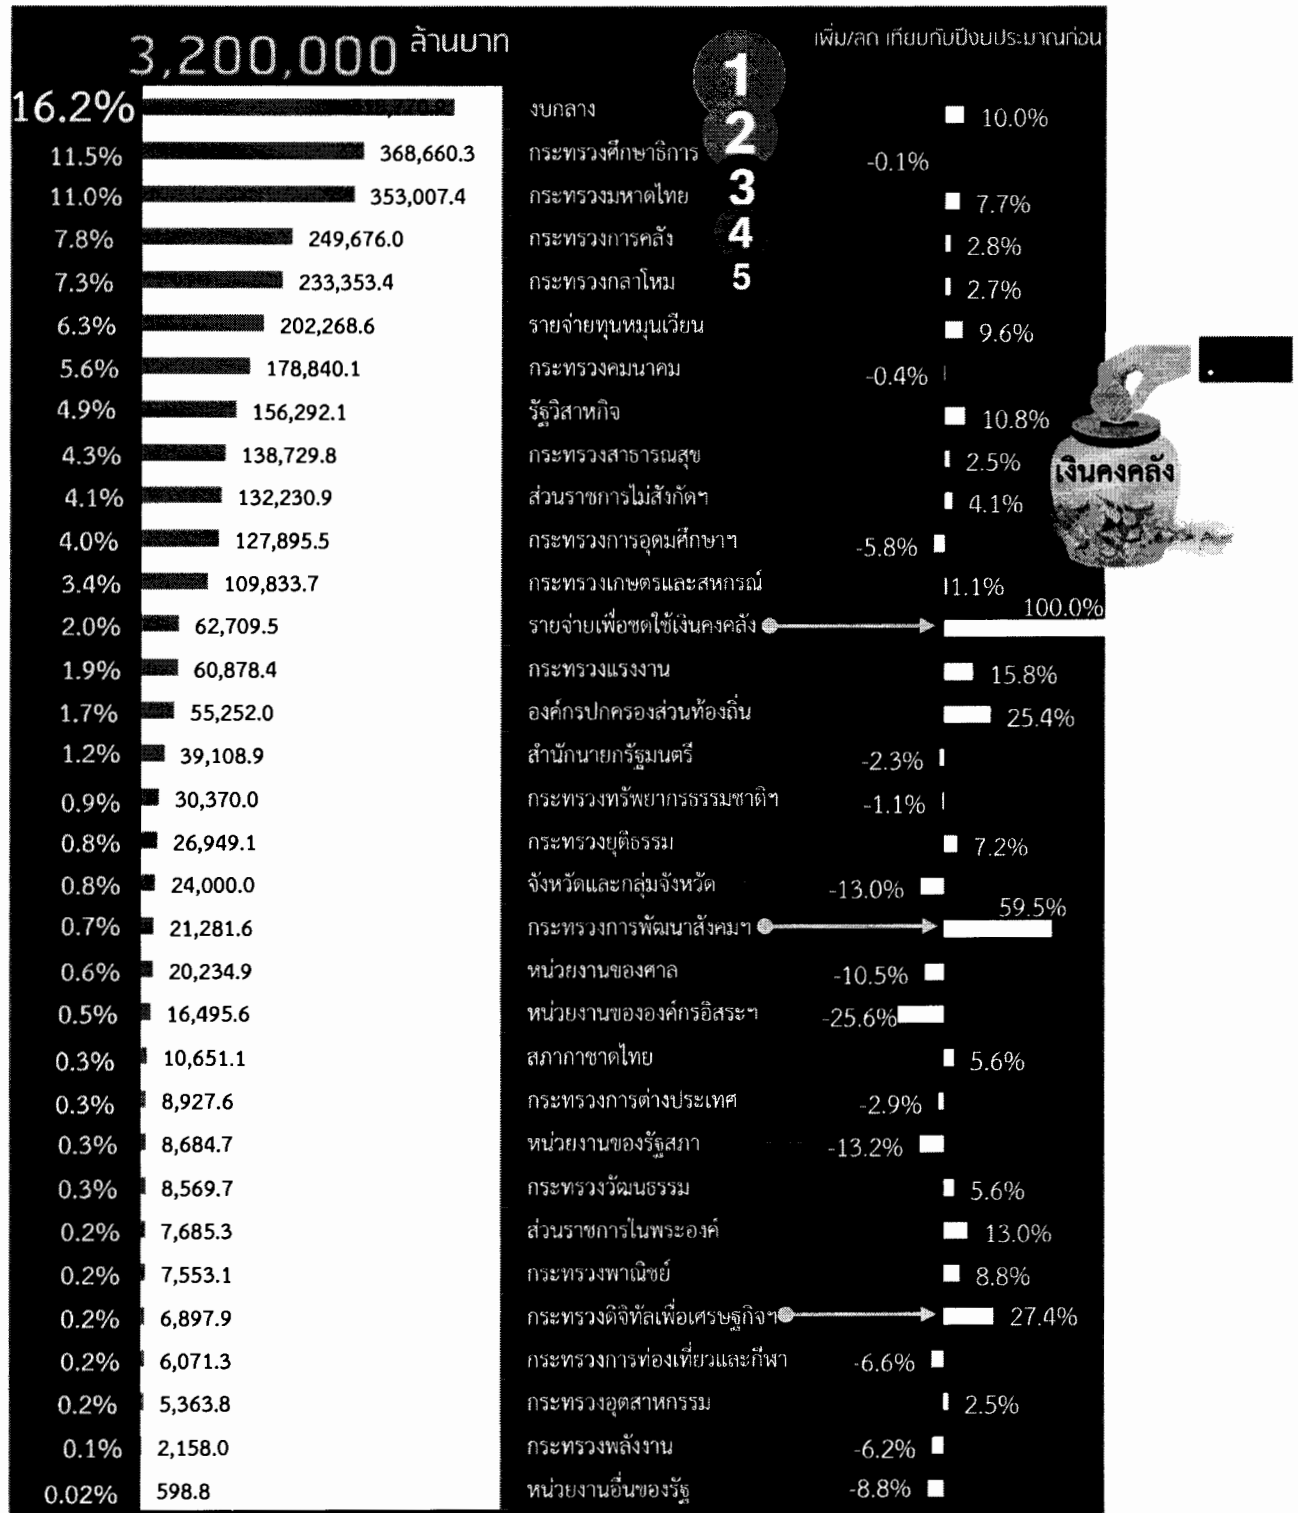 3,200,000 ล้านบาท
เพิ่ม/ลด เทียบกับปีงบประมาณก่อน
16.2% งบกลาง 1 10.0%
11.5% 368,660.3 กระทรวงศึกษาธิการ 2 -0.1%
11.0% 353,007.4 กระทรวงมหาดไทย 3 7.7%
7.8% 249,676.0 กระทรวงการคลัง 4 2.8%
7.3% 233,353.4 กระทรวงกลาโหม 5 2.7%
6.3% 202,268.6 รายจ่ายทุนหมุนเวียน 9.6%
5.6% 178,840.1 กระทรวงคมนาคม -0.4%
4.9% 156,292.1 รัฐวิสาหกิจ 10.8%
4.3% 138,729.8 กระทรวงสาธารณสุข 2.5%
เงินคงคลัง
4.1% 132,230.9 ส่วนราชการไม่สังกัดฯ 4.1%
4.0% 127,895.5 กระทรวงการอุดมศึกษาฯ -5.8%
3.4% 109,833.7 กระทรวงเกษตรและสหกรณ์ 1.1%
2.0% 62,709.5 รายจ่ายเพื่อชดใช้เงินคงคลัง 100.0%
1.9% 60,878.4 กระทรวงแรงงาน 15.8%
1.7% 55,252.0 องค์กรปกครองส่วนท้องถิ่น 25.4%
1.2% 39,108.9 สำนักนายกรัฐมนตรี -2.3%
0.9% 30,370.0 กระทรวงทรัพยากรธรรมชาติฯ -1.1%
0.8% 26,949.1 กระทรวงยุติธรรม 7.2%
0.8% 24,000.0 จังหวัดและกลุ่มจังหวัด -13.0%
0.7% 21,281.6 กระทรวงการพัฒนาสังคมฯ 59.5%
0.6% 20,234.9 หน่วยงานของศาล -10.5%
0.5% 16,495.6 หน่วยงานขององค์กรอิสระฯ -25.6%
0.3% 10,651.1 สภากาชาดไทย 5.6%
0.3% 8,927.6 กระทรวงการต่างประเทศ -2.9%
0.3% 8,684.7 หน่วยงานของรัฐสภา -13.2%
0.3% 8,569.7 กระทรวงวัฒนธรรม 5.6%
0.2% 7,685.3 ส่วนราชการในพระองค์ 13.0%
0.2% 7,553.1 กระทรวงพาณิชย์ 8.8%
0.2% 6,897.9 กระทรวงดิจิทัลเพื่อเศรษฐกิจฯ 27.4%
0.2% 6,071.3 กระทรวงการท่องเที่ยวและกีฬา -6.6%
0.2% 5,363.8 กระทรวงอุตสาหกรรม 2.5%
0.1% 2,158.0 กระทรวงพลังงาน -6.2%
0.02% 598.8 หน่วยงานอื่นของรัฐ -8.8%